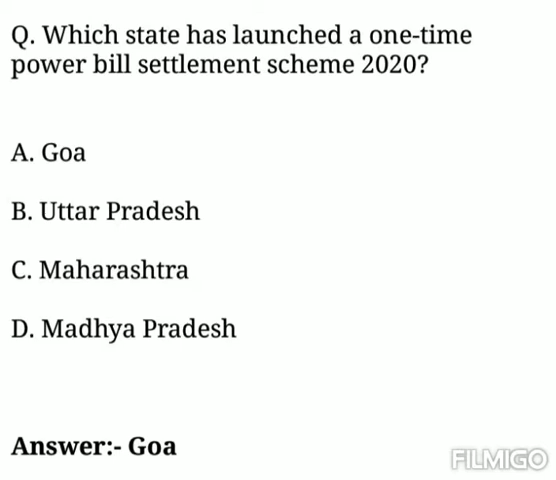 Q. Which state has launched a one-time
power bill settlement scheme 2020?
A. Goa
B. Uttar Pradesh
C. Maharashtra
D. Madhya Pradesh
Answer:- Goa
FILMIGO